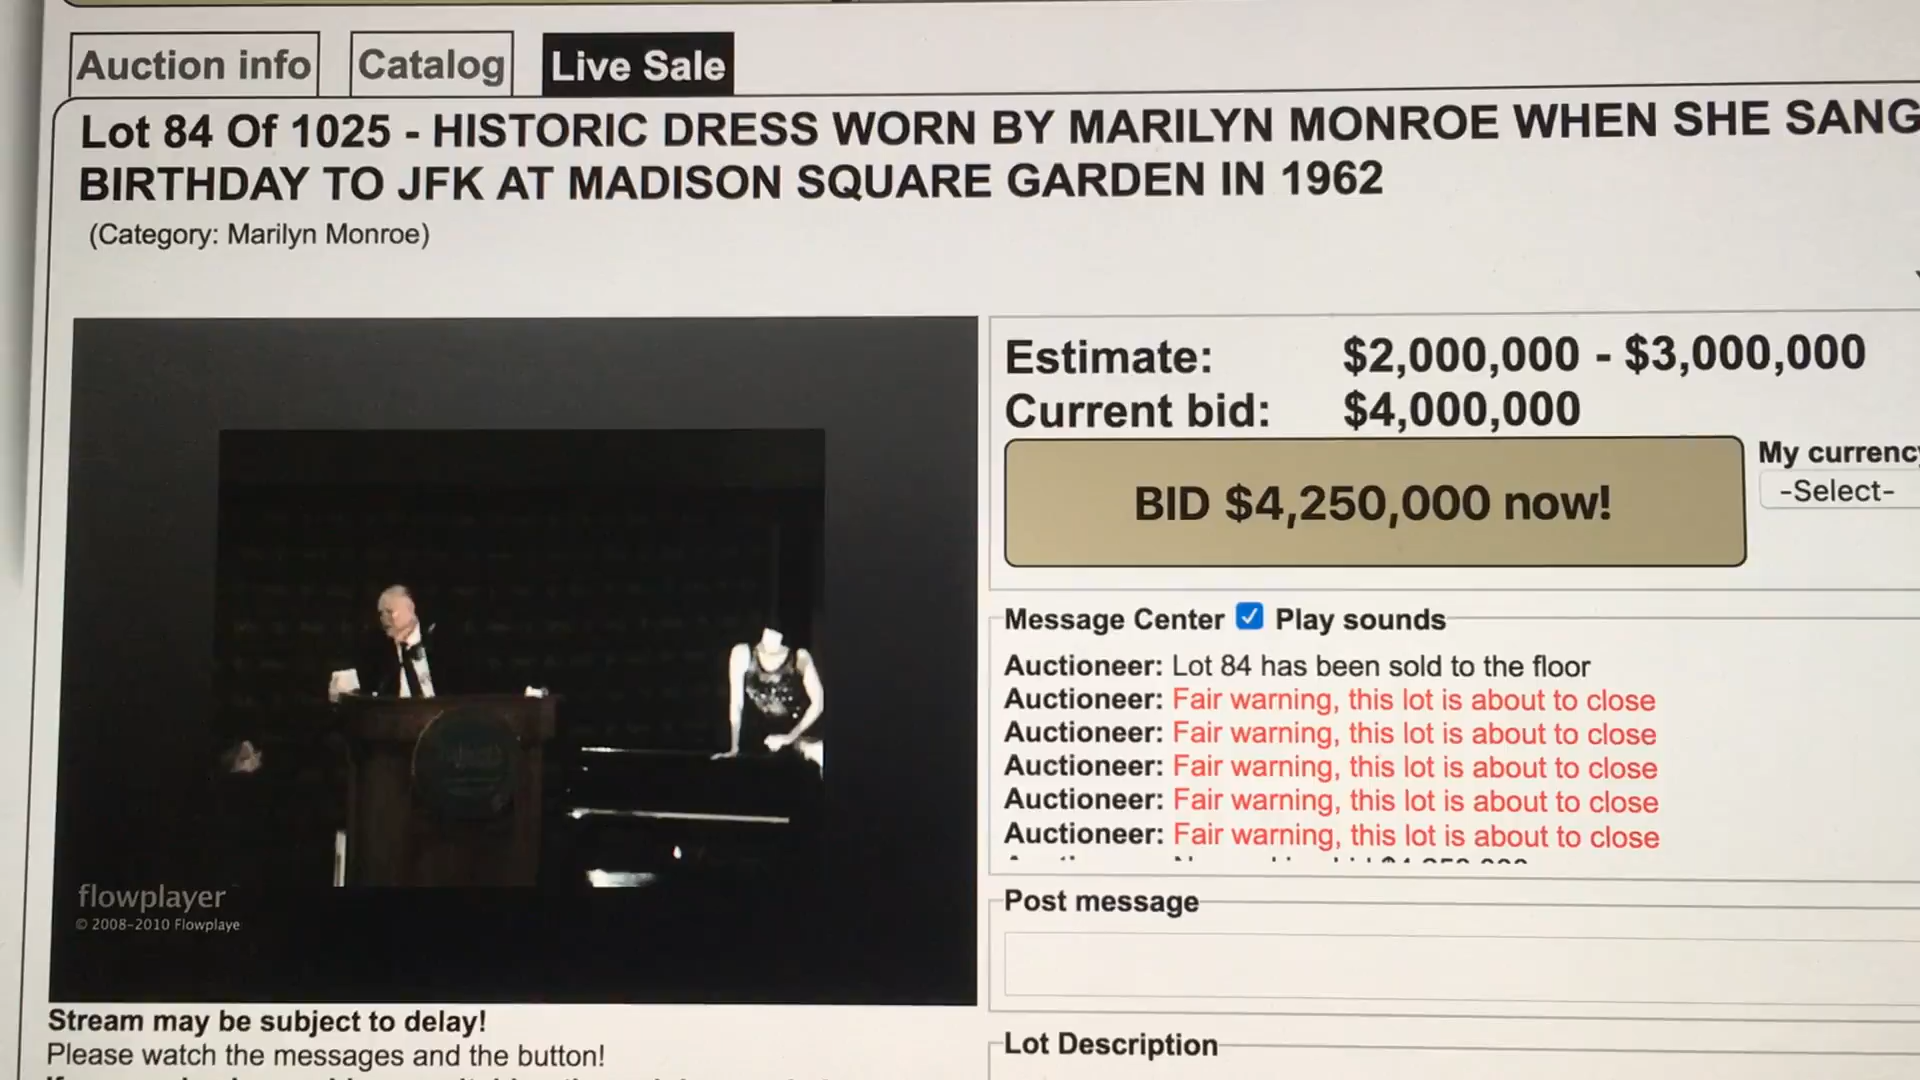 Auction info
Catalog
Live Sale
Lot 84 Of 1025 - HISTORIC DRESS WORN BY MARILYN MONROE WHEN SHE SANG
BIRTHDAY TO JFK AT MADISON SQUARE GARDEN IN 1962
(Category: Marilyn Monroe)
Estimate: $2,000,000 - $3,000,000
Current bid: $4,000,000
BID $4,250,000 now!
My currency
-Select-
Message Center Play sounds
Auctioneer: Lot 84 has been sold to the floor
Auctioneer: Fair warning, this lot is about to close
Auctioneer: Fair warning, this lot is about to close
Auctioneer: Fair warning, this lot is about to close
Auctioneer: Fair warning, this lot is about to close
Auctioneer: Fair warning, this lot is about to close
Post message
Lot Description
flowplayer
© 2008-2010 Flowplaye
Stream may be subject to delay!
Please watch the messages and the button!